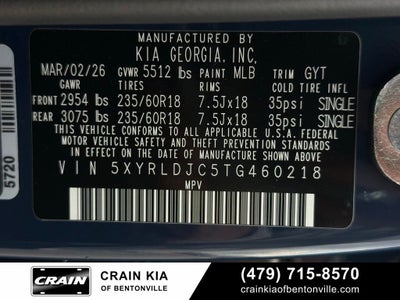 MANUFACTURED BY
KIA GEORGIA, INC.
MAR/02/26 GVWR 5512 lbs PAINT MLB TRIM GYT
GAWR TIRES RIMS COLD TIRE INFL
FRONT 2954 lbs 235/60R18 7.5Jx18 35psi SINGLE
REAR 3075 lbs 235/60R18 7.5Jx18 35psi SINGLE
THIS VEHICLE CONFORMS TO ALL APPLICABLE U.S.A FEDERAL
MOTOR VEHICLE SAFETY, BUMPER, AND THEFT PREVENTION
STANDARDS IN EFFECT ON THE DATE OF MANUFACTURE SHOWN ABOVE.
VIN 5XYRLDJC5TG460218
MPV
5720
CRAIN
CRAIN KIA
OF BENTONVILLE
(479) 715-8570
crainkiaofbentonville.com